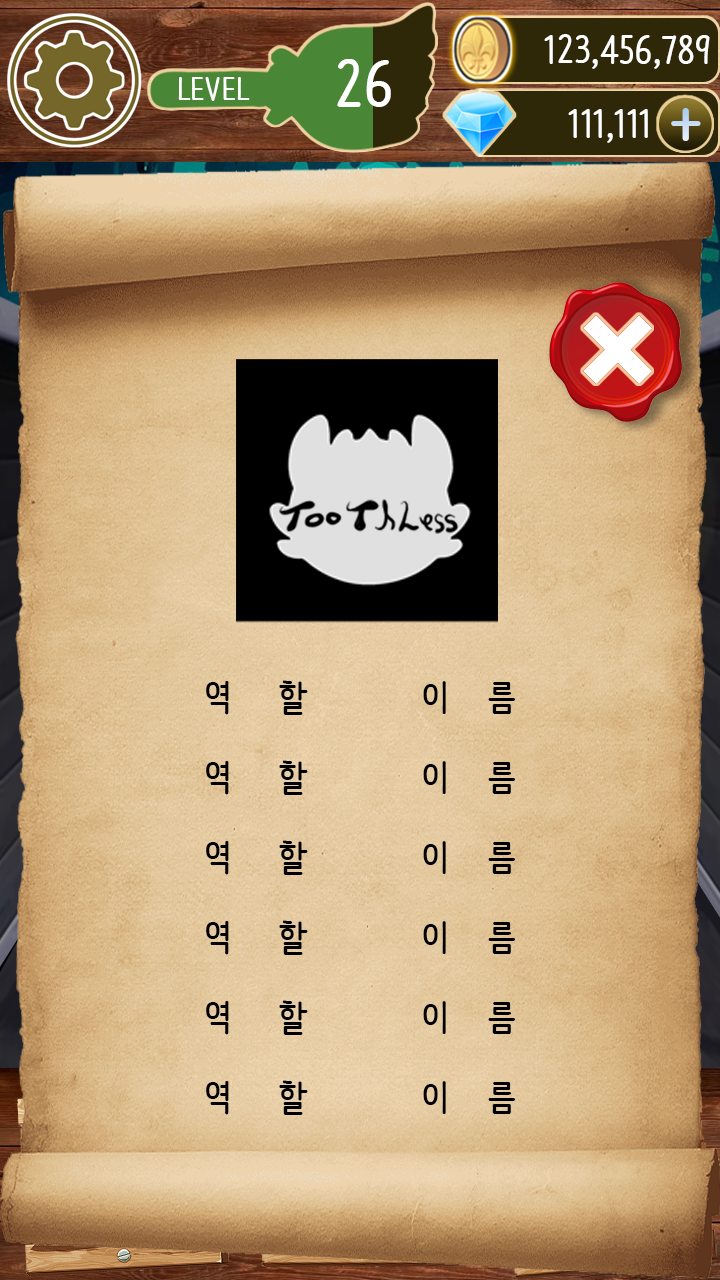 LEVEL 26 123,456,789
111,111
TooThLess
역 할 이 름
역 할 이 름
역 할 이 름
역 할 이 름
역 할 이 름
역 할 이 름